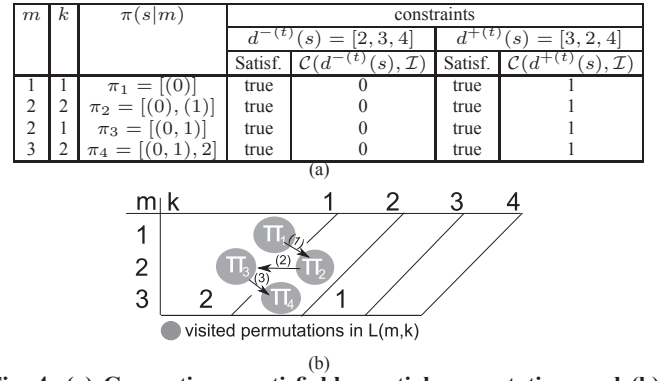 m k π(s|m) constraints
d^{−(t)}(s) = [2, 3, 4] d^{+(t)}(s) = [3, 2, 4]
Satisf. C(d^{−(t)}(s), I) Satisf. C(d^{+(t)}(s), I)
1 1 π₁ = [(0)] true 0 true 1
2 2 π₂ = [(0), (1)] true 0 true 1
2 1 π₃ = [(0, 1)] true 0 true 1
3 2 π₄ = [(0, 1), 2] true 0 true 1
(a)
m k 1 2 3 4
1 Π₁ (1)
2 Π₃ (2) Π₂
3 2 (3) Π₄ 1
visited permutations in L(m,k)
(b)